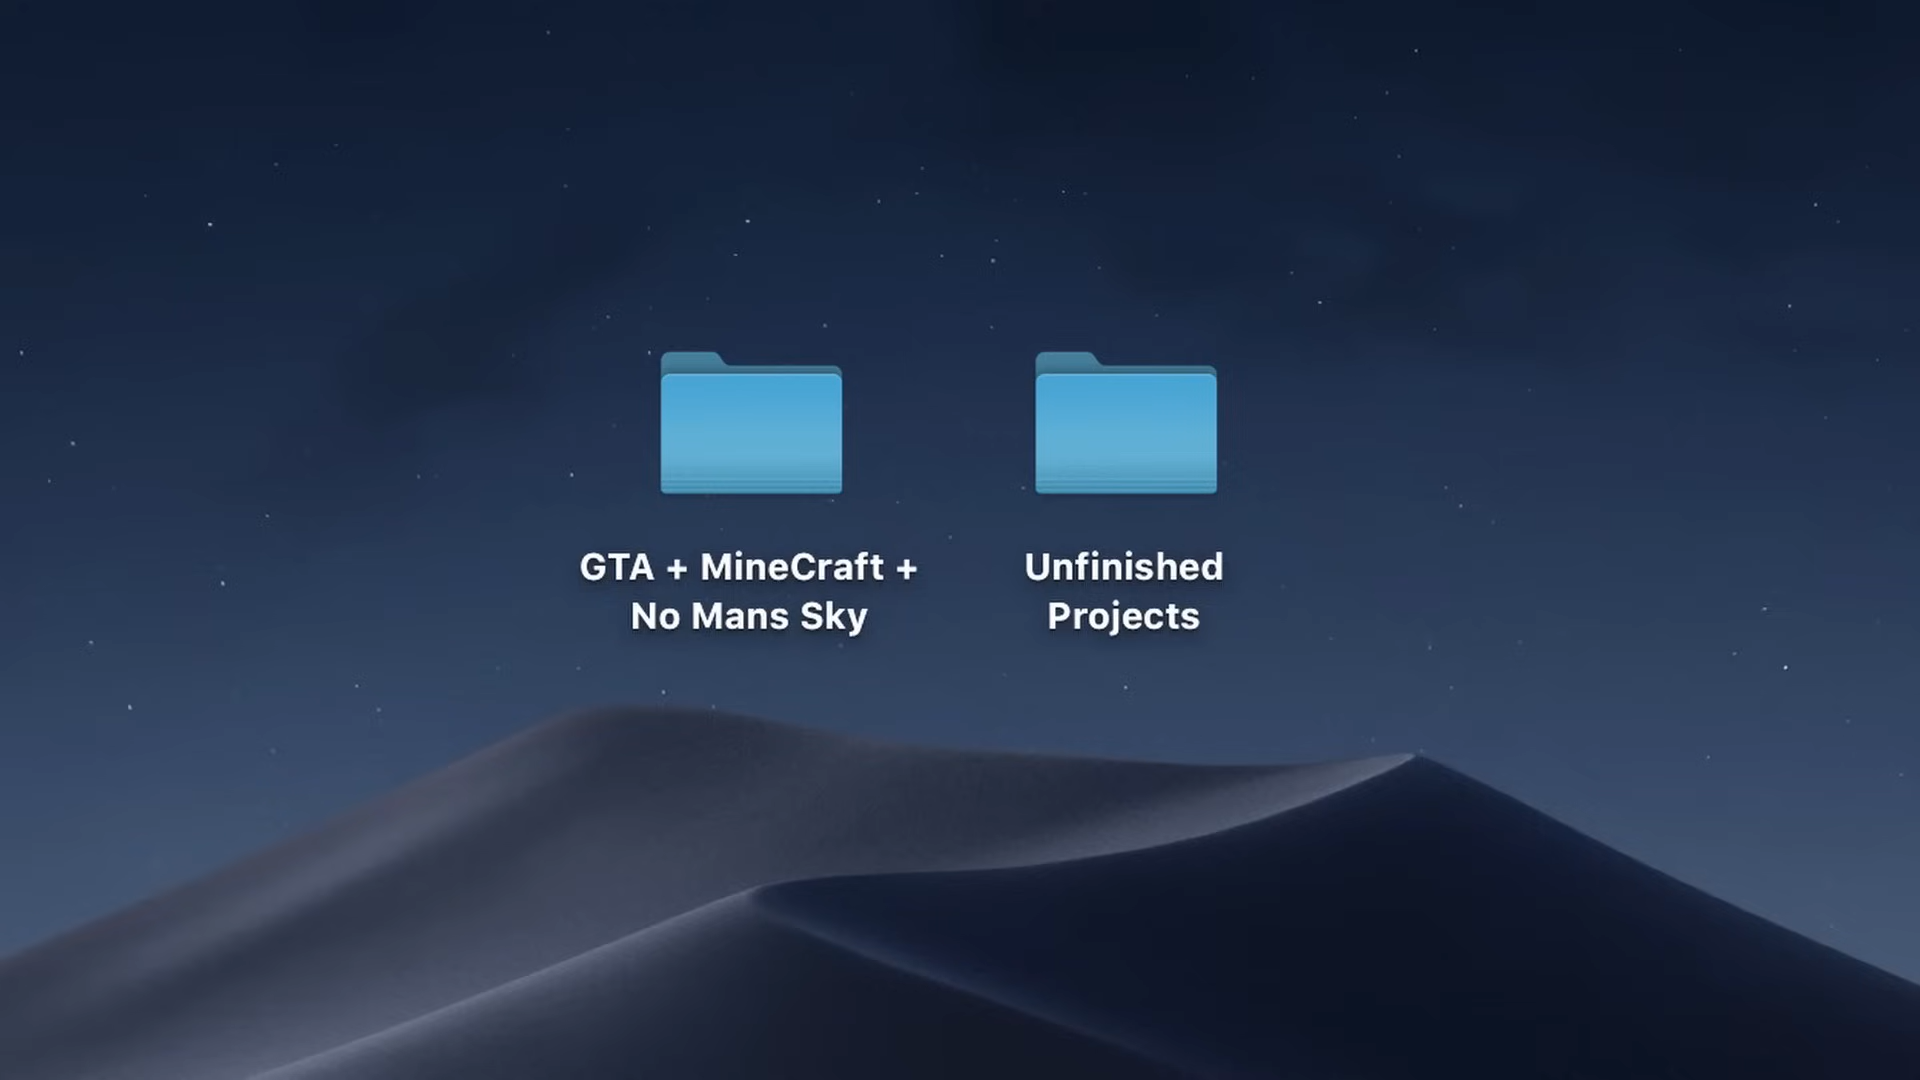 GTA + MineCraft +
No Mans Sky
Unfinished
Projects